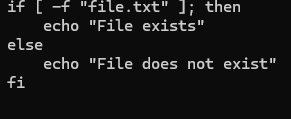 if [ -f "file.txt" ]; then
    echo "File exists"
else
    echo "File does not exist"
fi